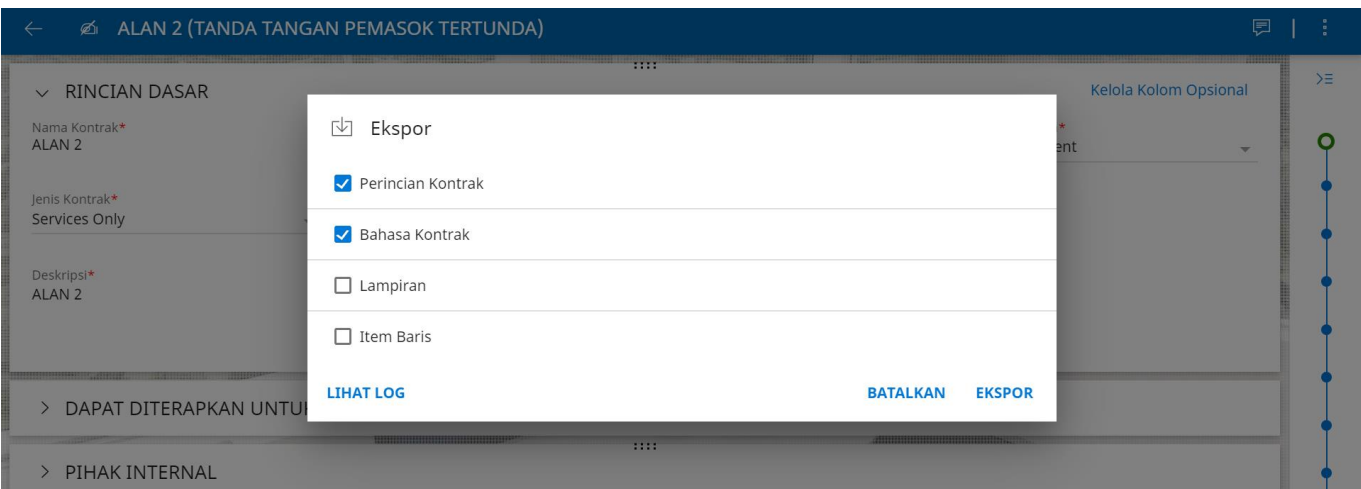 ALAN 2 (TANDA TANGAN PEMASOK TERTUNDA)
RINCIAN DASAR
Kelola Kolom Opsional
Nama Kontrak*
ALAN 2
*
Jenis Kontrak*
Services Only
Deskripsi*
ALAN 2
Ekspor
Perincian Kontrak
Bahasa Kontrak
Lampiran
Item Baris
LIHAT LOG
BATALKAN
EKSPOR
DAPAT DITERAPKAN
PIHAK INTERNAL